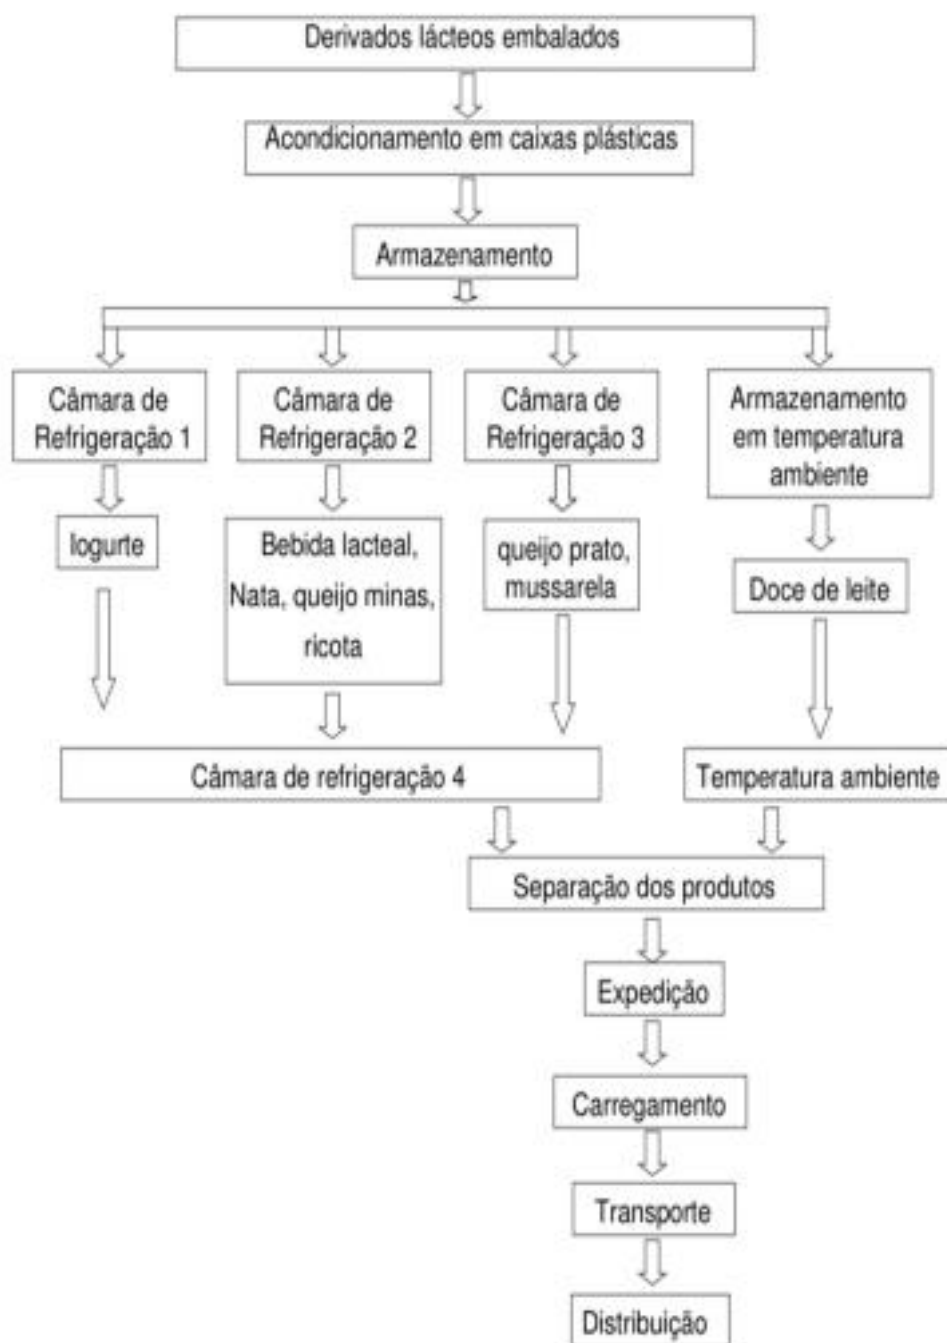 Derivados lácteos embalados
Acondicionamento em caixas plásticas
Armazenamento
Câmara de
Refrigeração 1
Câmara de
Refrigeração 2
Câmara de
Refrigeração 3
Armazenamento
em temperatura
ambiente
Iogurte
Bebida lacteal,
Nata, queijo minas,
ricota
queijo prato,
mussarela
Doce de leite
Câmara de refrigeração 4
Temperatura ambiente
Separação dos produtos
Expedição
Carregamento
Transporte
Distribuição